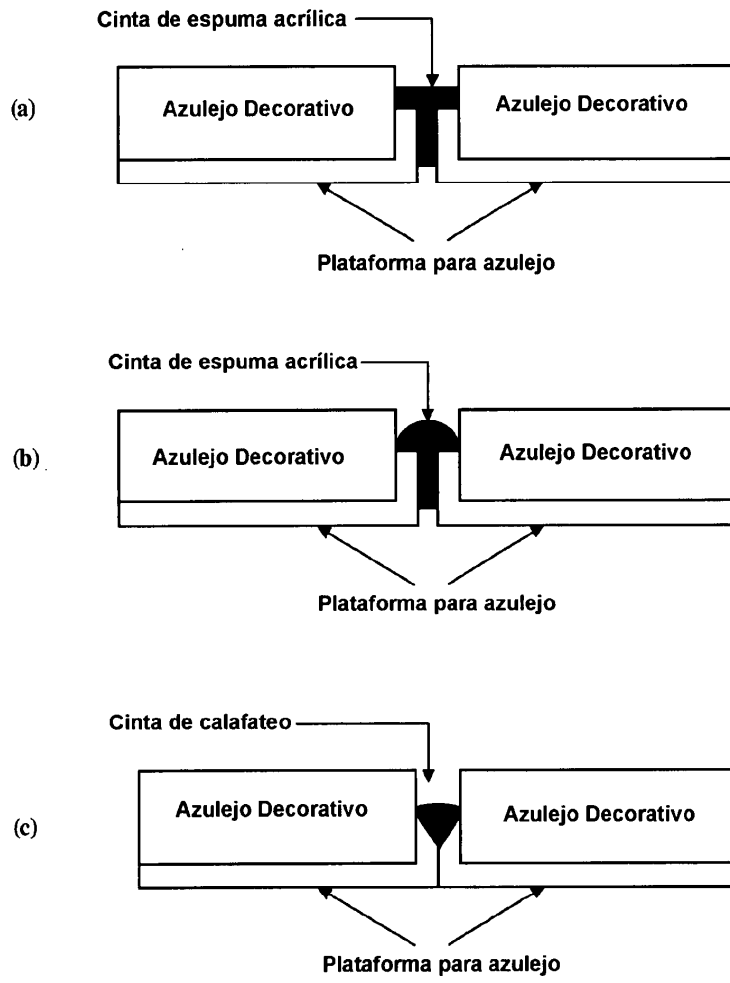 Cinta de espuma acrílica
(a)
Azulejo Decorativo
Azulejo Decorativo
Plataforma para azulejo
Cinta de espuma acrílica
(b)
Azulejo Decorativo
Azulejo Decorativo
Plataforma para azulejo
Cinta de calafateo
(c)
Azulejo Decorativo
Azulejo Decorativo
Plataforma para azulejo